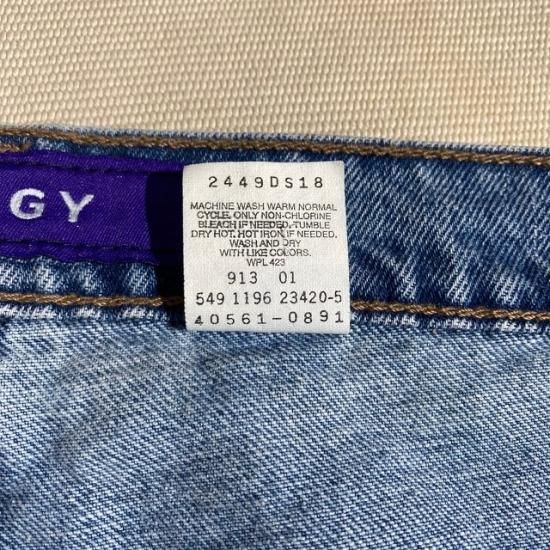 GY
2449DS18
MACHINE WASH WARM NORMAL
CYCLE. ONLY NON-CHLORINE
BLEACH IF NEEDED. TUMBLE
DRY HOT. HOT IRON IF NEEDED.
WASH AND DRY
WITH LIKE COLORS.
WPL 423
913 01
549 1196 23420-5
40561-0891